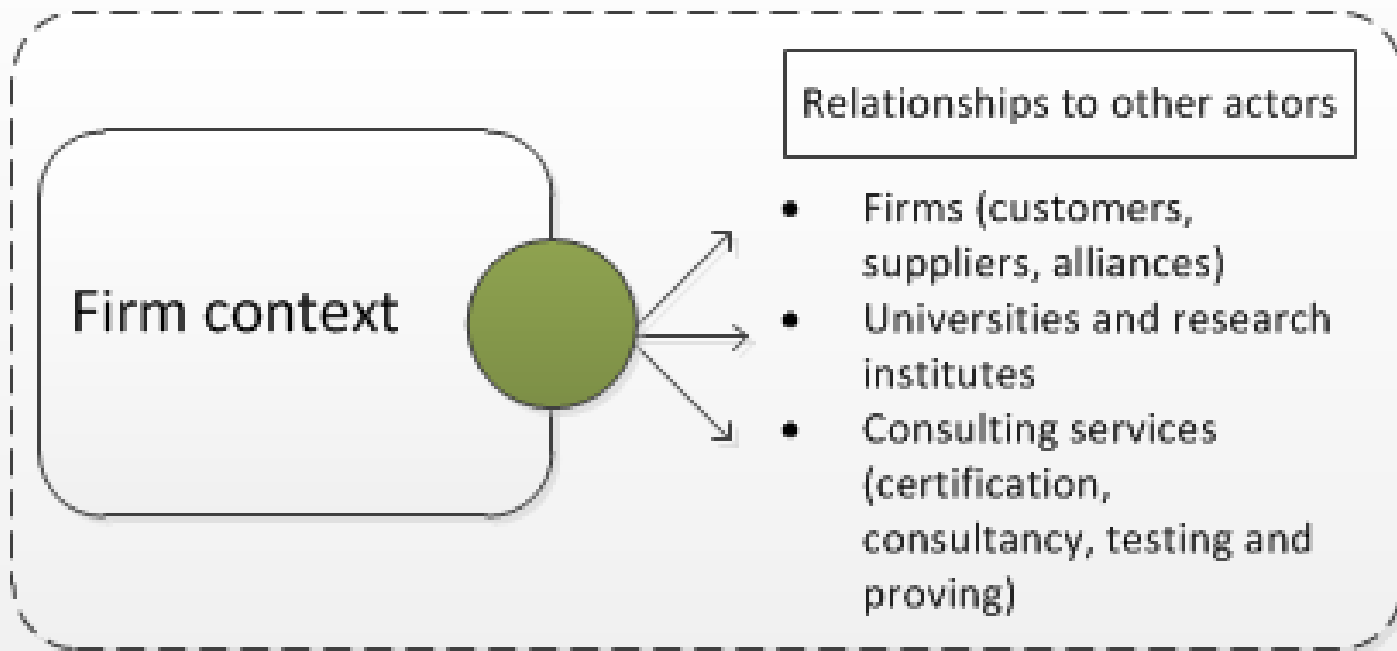 Firm context
Relationships to other actors
• Firms (customers,
suppliers, alliances)
• Universities and research
institutes
• Consulting services
(certification,
consultancy, testing and
proving)